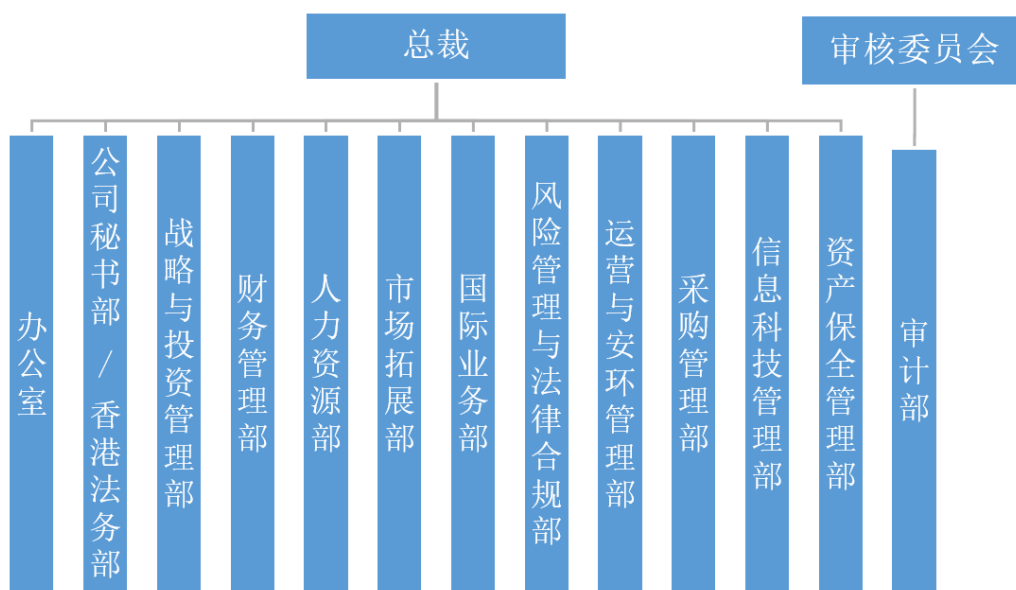 总裁
审核委员会
办公室
公司秘书部 / 香港法务部
战略与投资管理部
财务管理部
人力资源部
市场拓展部
国际业务部
风险管理与法律合规部
运营与安环管理部
采购管理部
信息科技管理部
资产保全管理部
审计部